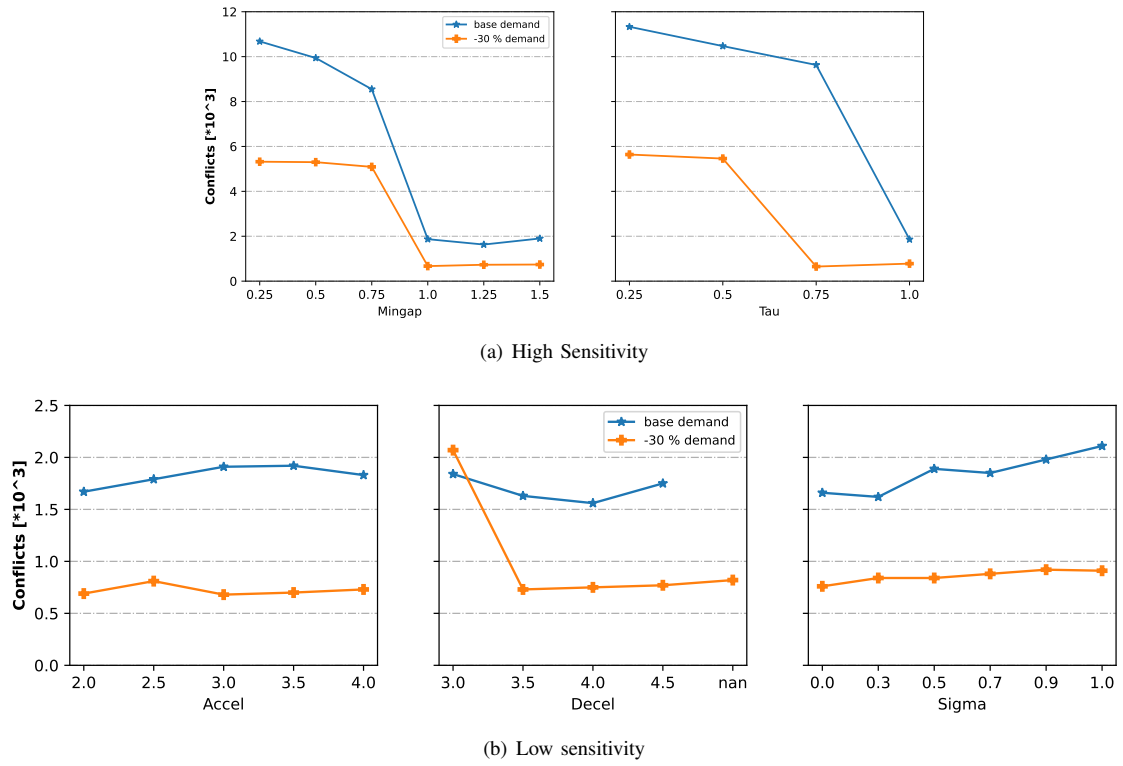 12
10
8
6
4
2
0
Conflicts [*10^3]
base demand
-30 % demand
0.25 0.5 0.75 1.0 1.25 1.5
Mingap
0.25 0.5 0.75 1.0
Tau
(a) High Sensitivity
2.5
2.0
1.5
1.0
0.5
0.0
Conflicts [*10^3]
2.0 2.5 3.0 3.5 4.0
Accel
base demand
-30 % demand
3.0 3.5 4.0 4.5 nan
Decel
0.0 0.3 0.5 0.7 0.9 1.0
Sigma
(b) Low sensitivity